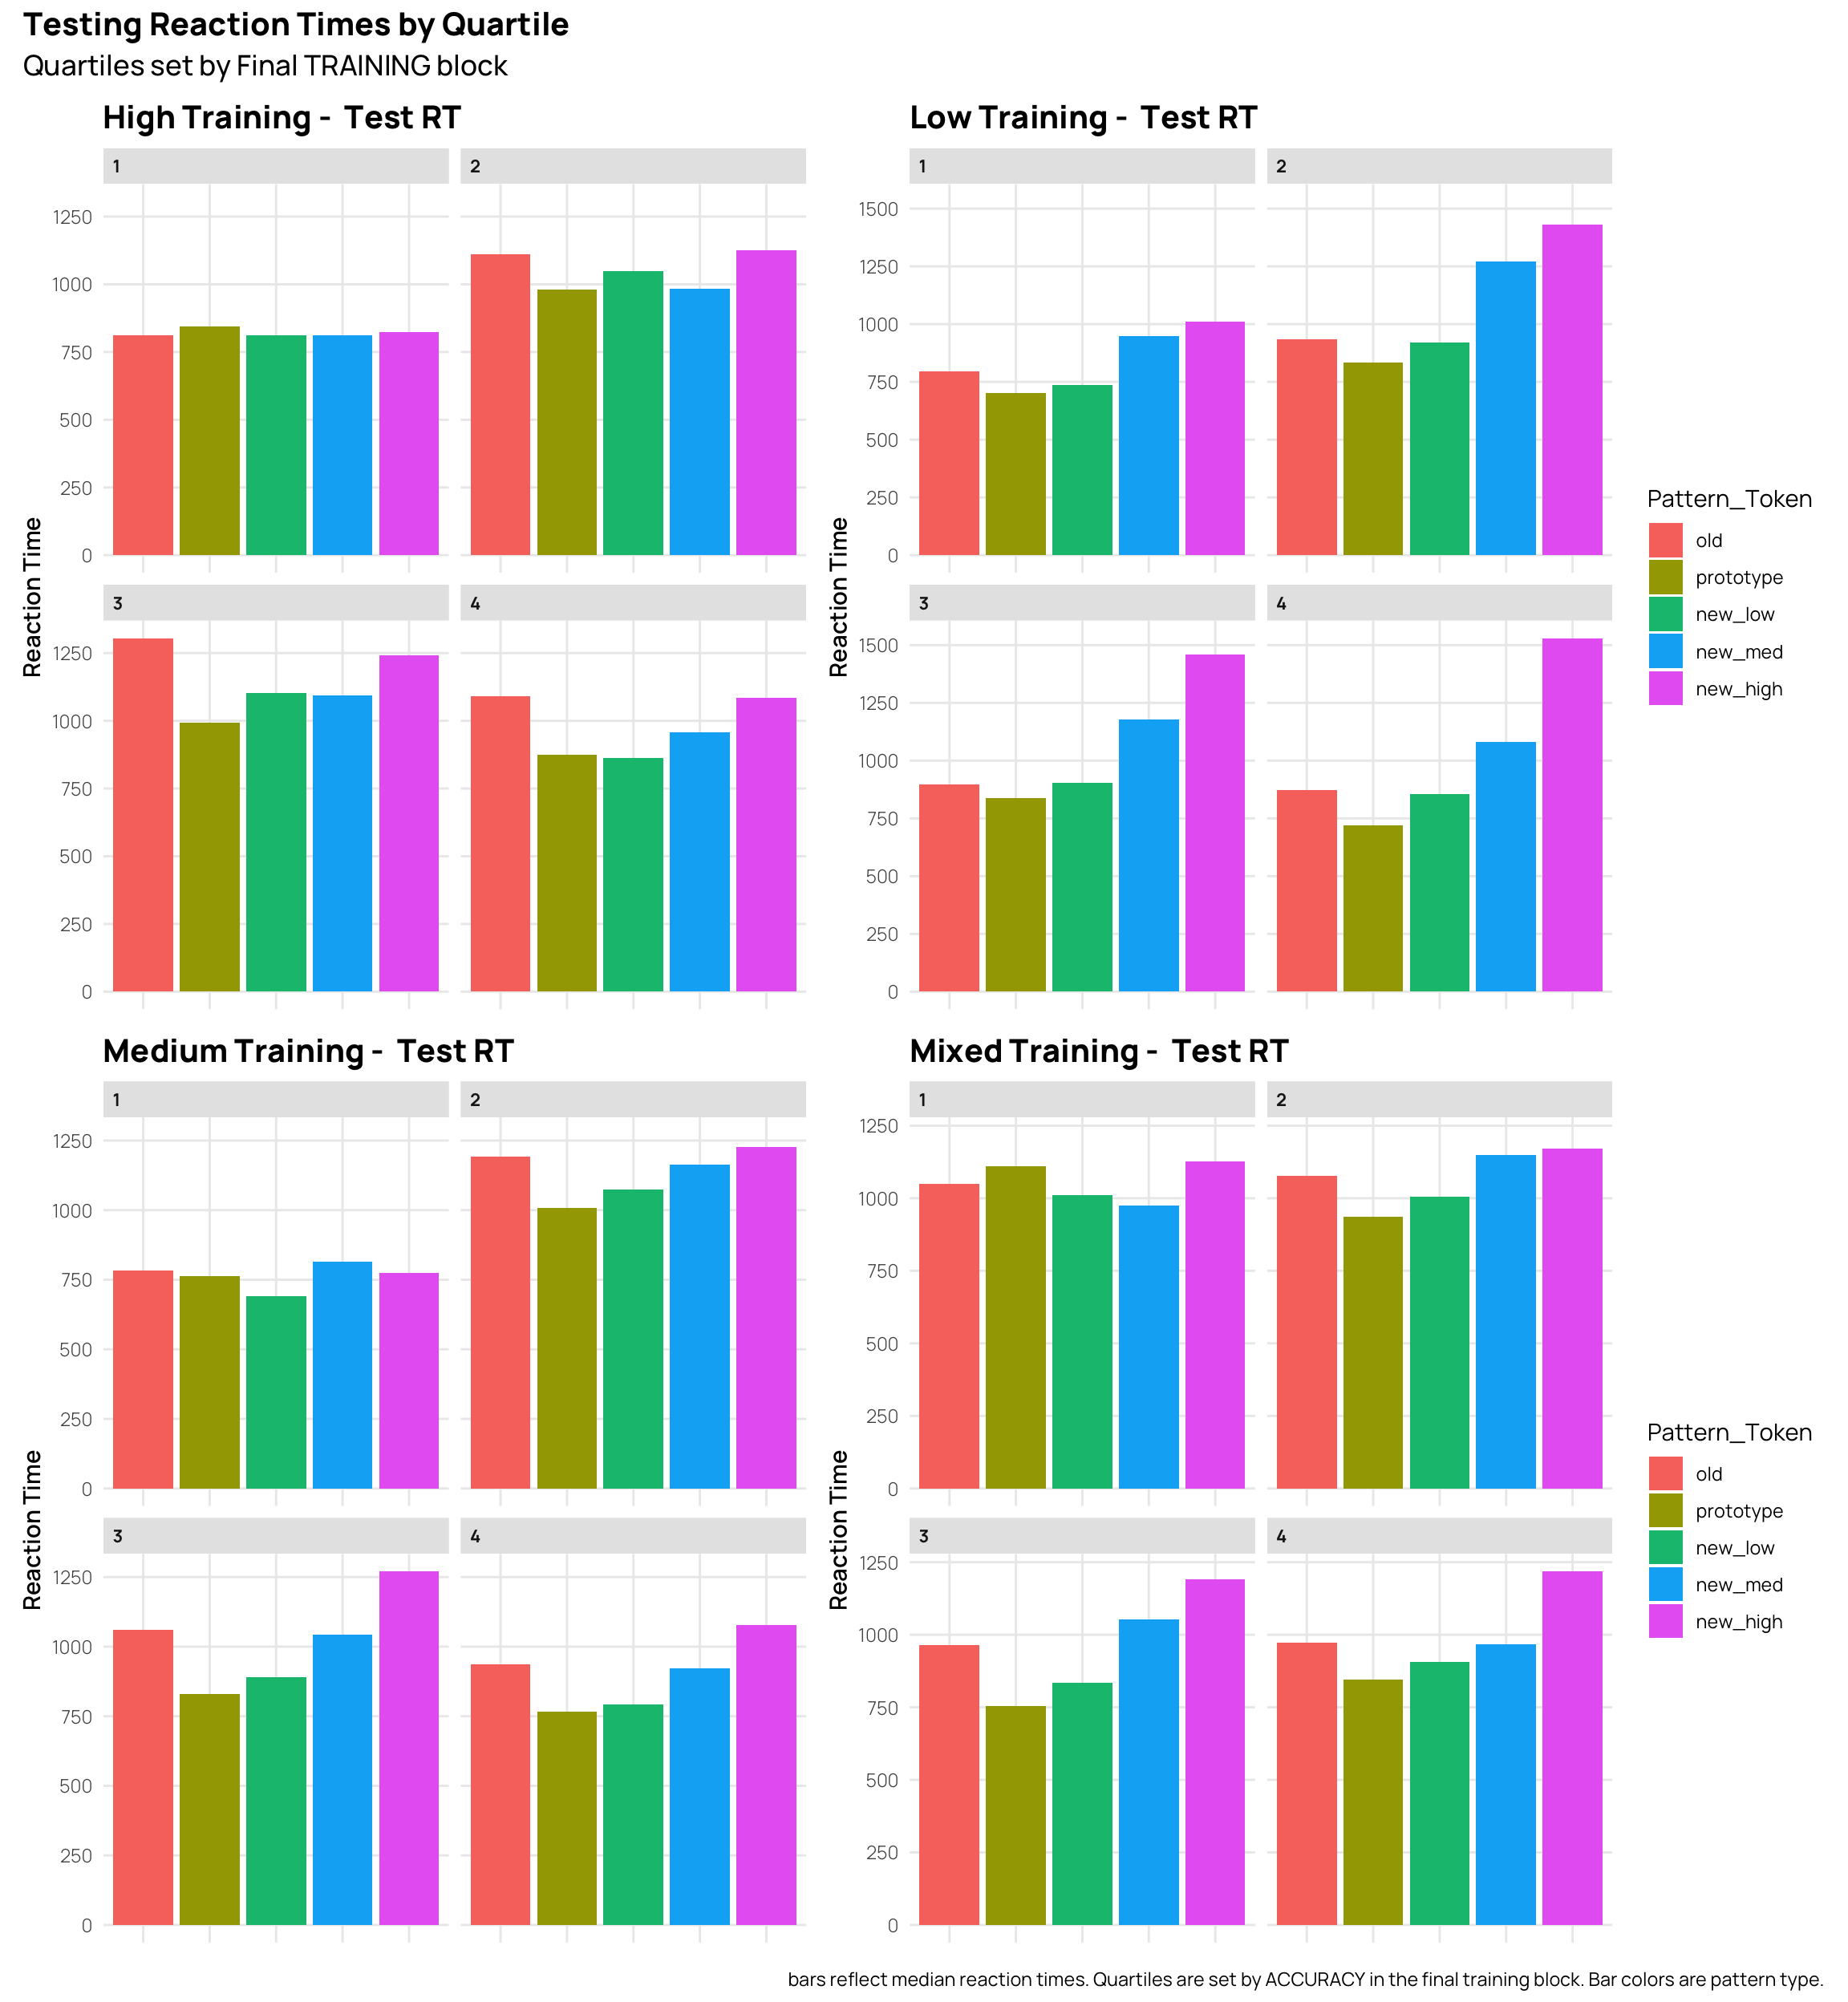 Testing Reaction Times by Quartile
Quartiles set by Final TRAINING block
High Training - Test RT
1
2
1250
1000
750
500
250
0
3
4
1250
1000
750
500
250
0
Reaction Time
Low Training - Test RT
1
2
1500
1250
1000
750
500
250
0
3
4
1500
1250
1000
750
500
250
0
Reaction Time
Pattern_Token
old
prototype
new_low
new_med
new_high
Medium Training - Test RT
1
2
1250
1000
750
500
250
0
3
4
1250
1000
750
500
250
0
Reaction Time
Mixed Training - Test RT
1
2
1250
1000
750
500
250
0
3
4
1250
1000
750
500
250
0
Reaction Time
Pattern_Token
old
prototype
new_low
new_med
new_high
bars reflect median reaction times. Quartiles are set by ACCURACY in the final training block. Bar colors are pattern type.